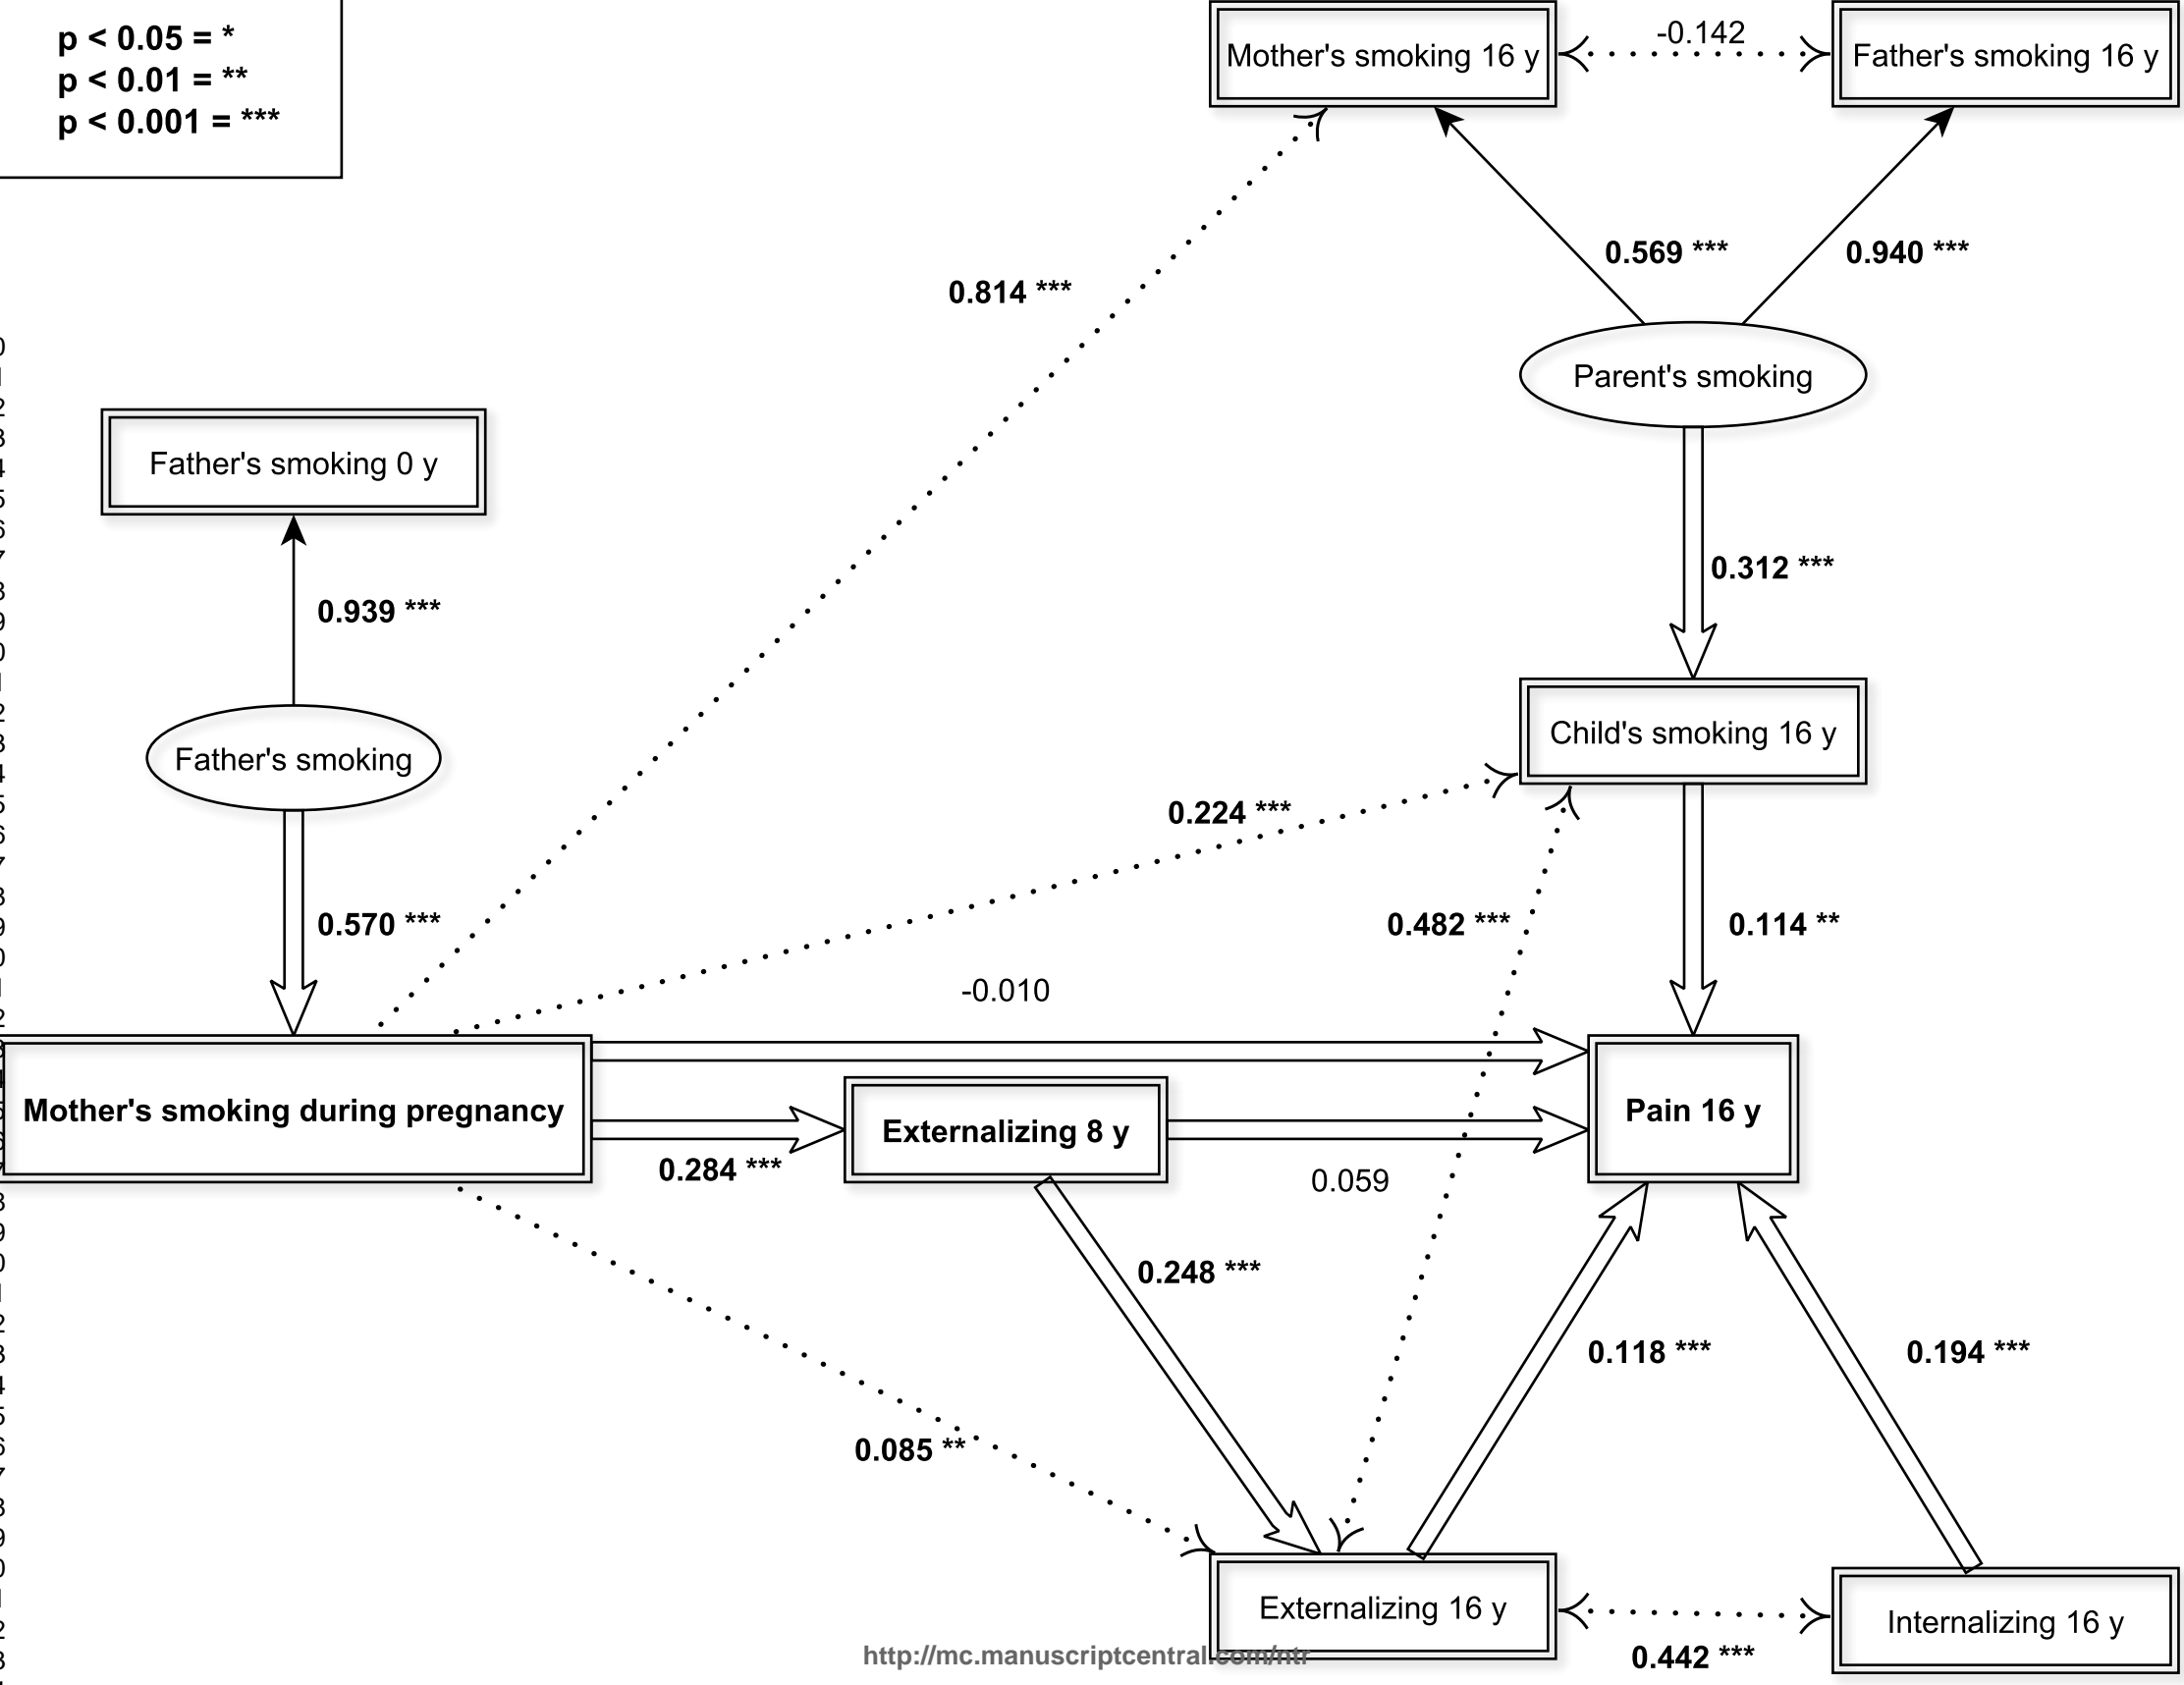 p < 0.05 = *
p < 0.01 = **
p < 0.001 = ***
Mother's smoking 16 y
-0.142
Father's smoking 16 y
0.569 ***
0.940 ***
0.814 ***
Parent's smoking
Father's smoking 0 y
0.312 ***
0.939 ***
Child's smoking 16 y
Father's smoking
0.224 ***
0.570 ***
0.482 ***
0.114 **
-0.010
Mother's smoking during pregnancy
Externalizing 8 y
Pain 16 y
0.284 ***
0.059
0.248 ***
0.118 ***
0.194 ***
0.085 **
Externalizing 16 y
Internalizing 16 y
0.442 ***
http://mc.manuscriptcentral.com/ntr